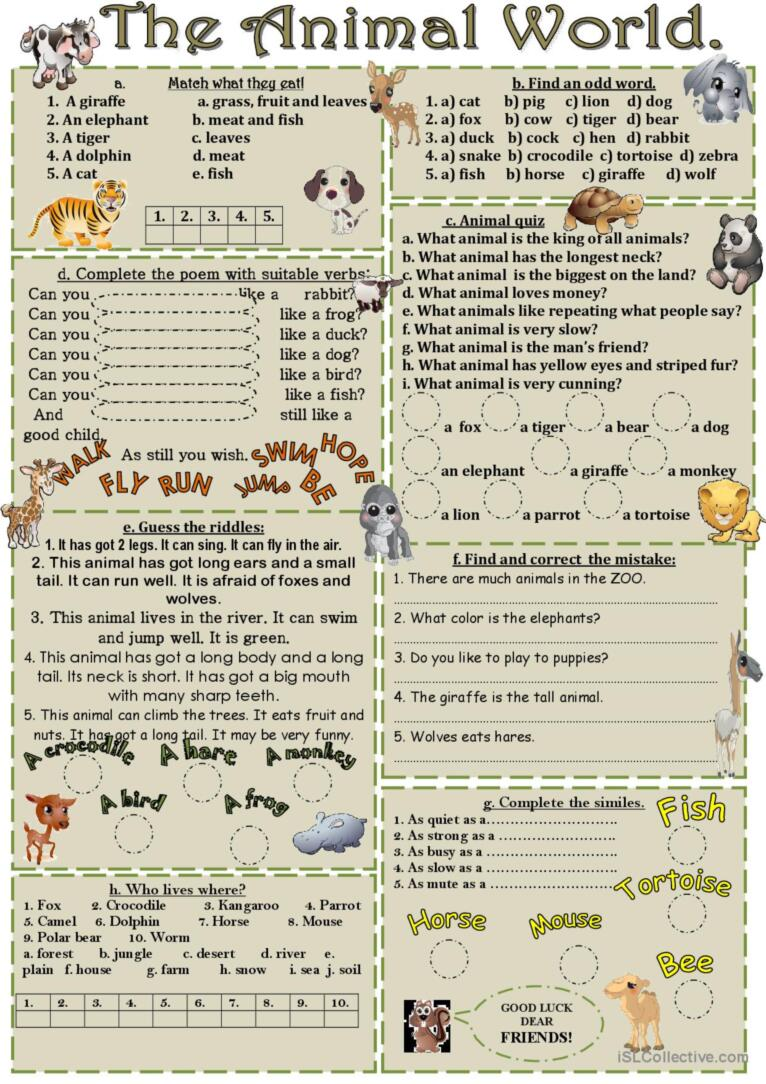 The Animal World.
a. Match what they eat!
1. A giraffe a. grass, fruit and leaves
2. An elephant b. meat and fish
3. A tiger c. leaves
4. A dolphin d. meat
5. A cat e. fish
1. 2. 3. 4. 5.
b. Find an odd word.
1. a) cat b) pig c) lion d) dog
2. a) fox b) cow c) tiger d) bear
3. a) duck b) cock c) hen d) rabbit
4. a) snake b) crocodile c) tortoise d) zebra
5. a) fish b) horse c) giraffe d) wolf
c. Animal quiz
a. What animal is the king of all animals?
b. What animal has the longest neck?
c. What animal is the biggest on the land?
d. What animal loves money?
e. What animals like repeating what people say?
f. What animal is very slow?
g. What animal is the man's friend?
h. What animal has yellow eyes and striped fur?
i. What animal is very cunning?
a fox a tiger a bear a dog
an elephant a giraffe a monkey
a lion a parrot a tortoise
d. Complete the poem with suitable verbs:
Can you like a rabbit?
Can you like a frog?
Can you like a duck?
Can you like a dog?
Can you like a bird?
Can you like a fish?
And still like a
good child
As still you wish.
WALK FLY RUN SWIM JUMP HOPE BE
e. Guess the riddles:
1. It has got 2 legs. It can sing. It can fly in the air.
2. This animal has got long ears and a small
tail. It can run well. It is afraid of foxes and
wolves.
3. This animal lives in the river. It can swim
and jump well. It is green.
4. This animal has got a long body and a long
tail. Its neck is short. It has got a big mouth
with many sharp teeth.
5. This animal can climb the trees. It eats fruit and
nuts. It has got a long tail. It may be very funny.
A crocodile A hare A monkey
A bird A frog
f. Find and correct the mistake:
1. There are much animals in the ZOO.
2. What color is the elephants?
3. Do you like to play to puppies?
4. The giraffe is the tall animal.
5. Wolves eats hares.
g. Complete the similes.
1. As quiet as a……………………
2. As strong as a ……………………
3. As busy as a ……………………
4. As slow as a ……………………
5. As mute as a ……………………
Fish
Tortoise
Horse Mouse
Bee
GOOD LUCK
DEAR
FRIENDS!
h. Who lives where?
1. Fox 2. Crocodile 3. Kangaroo 4. Parrot
5. Camel 6. Dolphin 7. Horse 8. Mouse
9. Polar bear 10. Worm
a. forest b. jungle c. desert d. river e.
plain f. house g. farm h. snow i. sea j. soil
1. 2. 3. 4. 5. 6. 7. 8. 9. 10.
iSLCollective.com